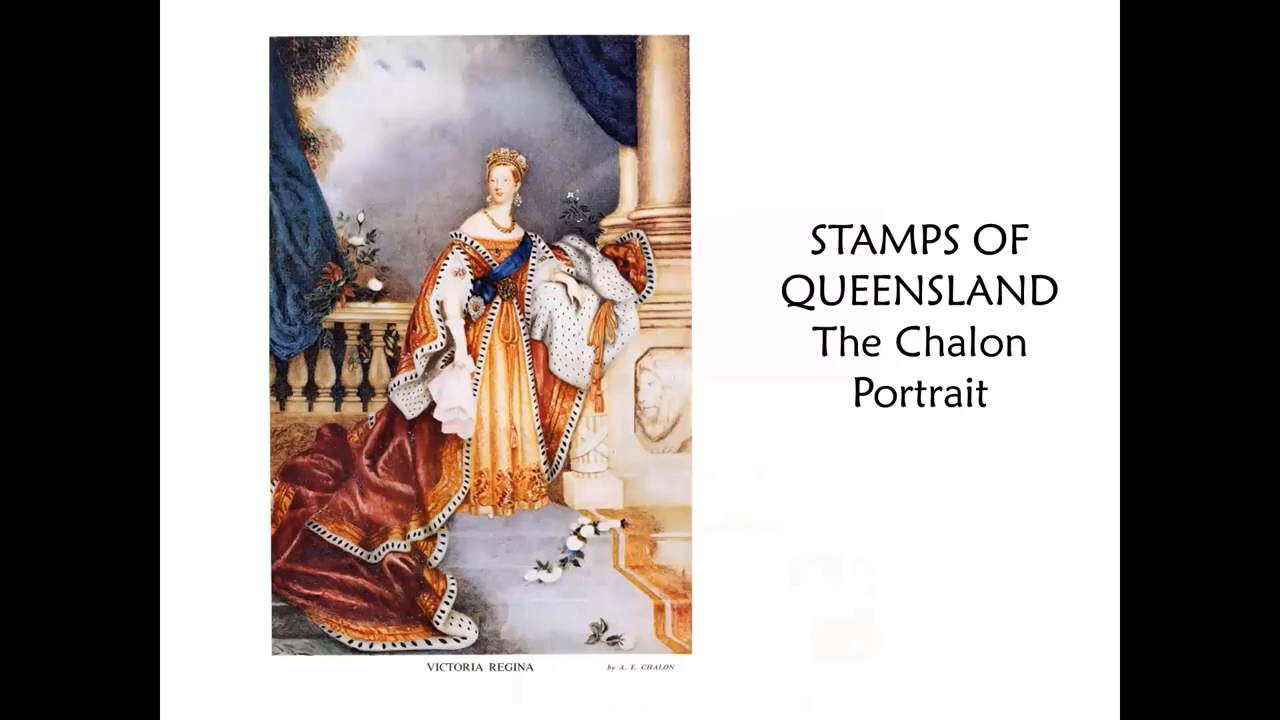 STAMPS OF
QUEENSLAND
The Chalon
Portrait
VICTORIA REGINA
by A. E. CHALON